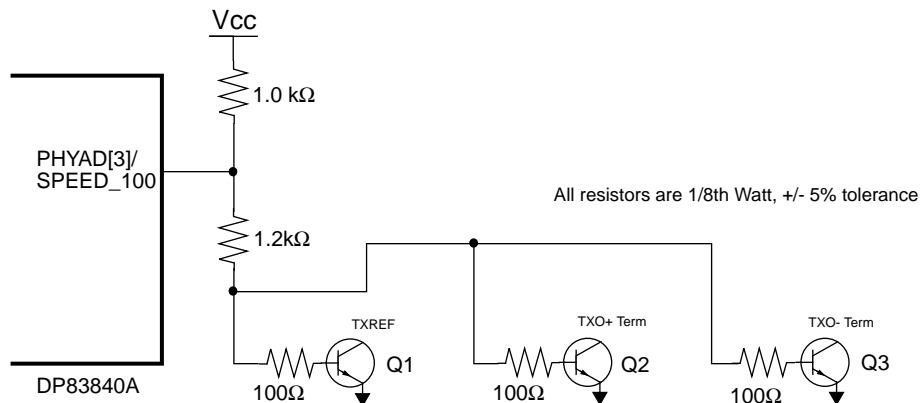 Vcc
1.0 kΩ
PHYAD[3]/
SPEED_100
All resistors are 1/8th Watt, +/- 5% tolerance
1.2kΩ
TXREF
TXO+ Term
TXO- Term
Q1
Q2
Q3
100Ω
100Ω
100Ω
DP83840A